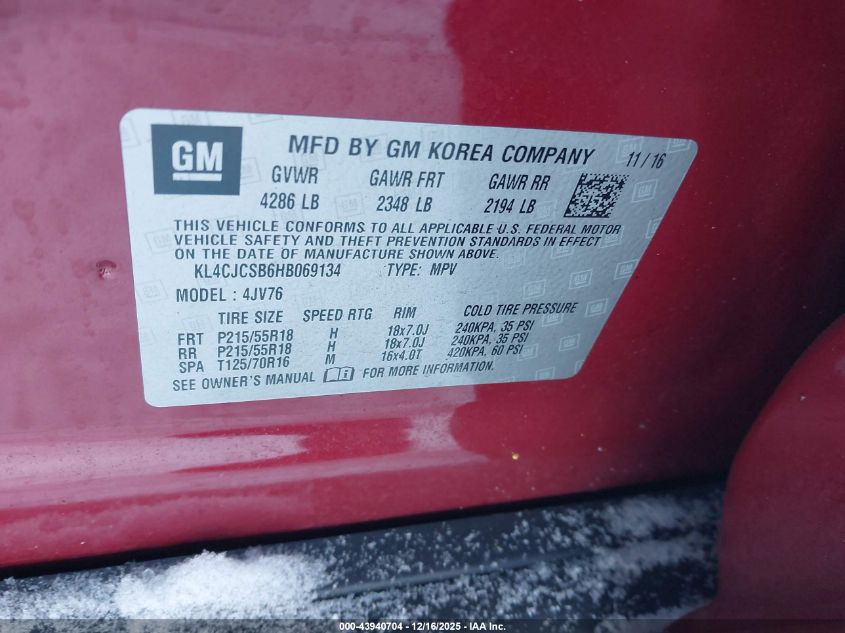 GM
MFD BY GM KOREA COMPANY 11 / 16
GVWR GAWR FRT GAWR RR
4286 LB 2348 LB 2194 LB
THIS VEHICLE CONFORMS TO ALL APPLICABLE U.S. FEDERAL MOTOR
VEHICLE SAFETY AND THEFT PREVENTION STANDARDS IN EFFECT
ON THE DATE OF MANUFACTURE SHOWN ABOVE.
KL4CJCSB6HB069134 TYPE: MPV
MODEL : 4JV76
TIRE SIZE SPEED RTG RIM COLD TIRE PRESSURE
FRT P215/55R18 H 18x7.0J 240KPA, 35 PSI
RR P215/55R18 H 18x7.0J 240KPA, 35 PSI
SPA T125/70R16 M 16x4.0T 420KPA, 60 PSI
SEE OWNER'S MANUAL FOR MORE INFORMATION.
000-43940704 - 12/16/2025 - IAA Inc.